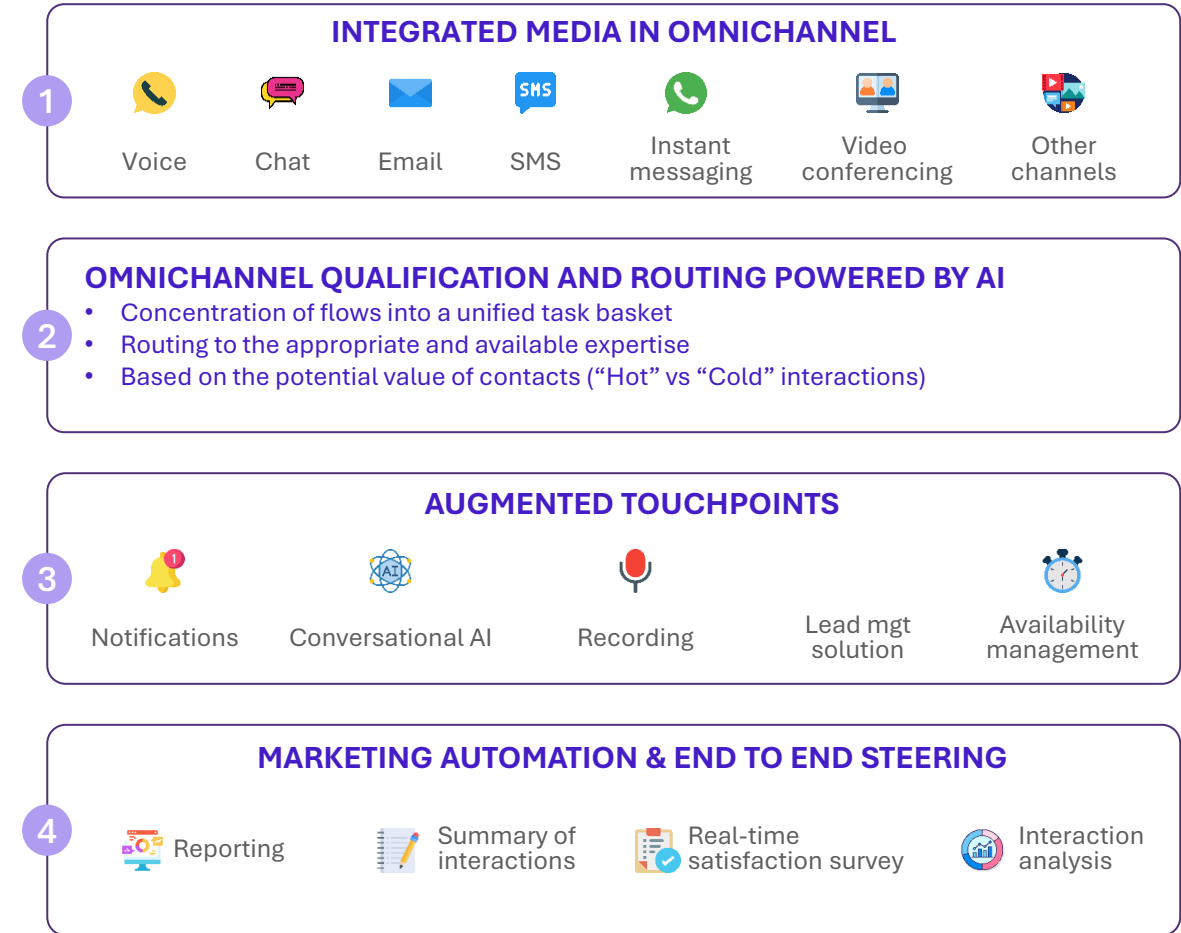 INTEGRATED MEDIA IN OMNICHANNEL
1
SMS
Voice
Chat
Email
SMS
Instant
messaging
Video
conferencing
Other
channels
OMNICHANNEL QUALIFICATION AND ROUTING POWERED BY AI
2
• Concentration of flows into a unified task basket
• Routing to the appropriate and available expertise
• Based on the potential value of contacts (“Hot” vs “Cold” interactions)
AUGMENTED TOUCHPOINTS
3
1
AI
Notifications
Conversational AI
Recording
Lead mgt
solution
Availability
management
MARKETING AUTOMATION & END TO END STEERING
4
Reporting
Summary of
interactions
Real-time
satisfaction survey
Interaction
analysis